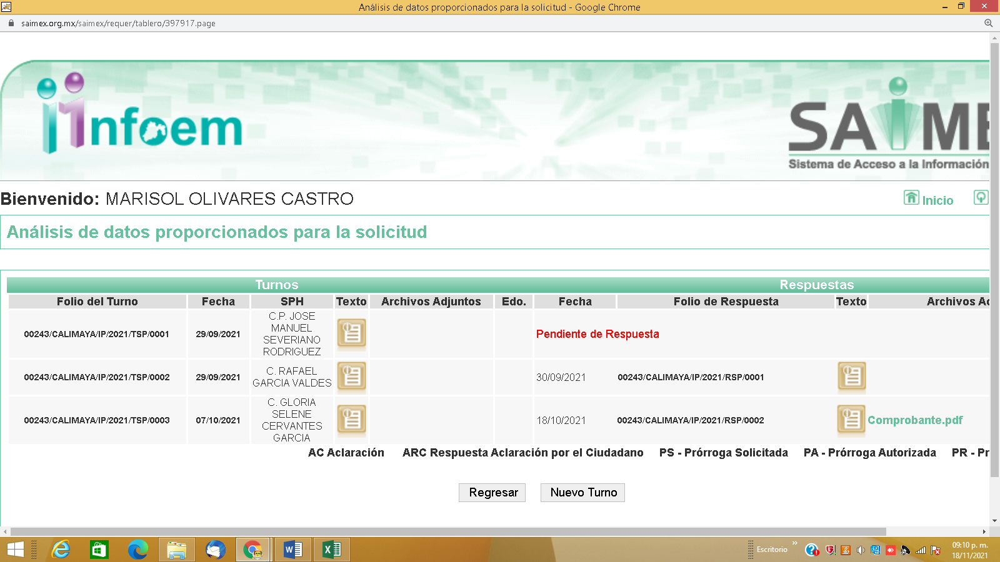 Análisis de datos proporcionados para la solicitud - Google Chrome
saimex.org.mx/saimex/requer/tablero/397917.page
infoem
SAIME
Sistema de Acceso a la Información
Bienvenido: MARISOL OLIVARES CASTRO
Inicio
Análisis de datos proporcionados para la solicitud
Turnos Respuestas
Folio del Turno Fecha SPH Texto Archivos Adjuntos Edo. Fecha Folio de Respuesta Texto Archivos Ad
00243/CALIMAYA/IP/2021/TSP/0001 29/09/2021 C.P. JOSE MANUEL SEVERIANO RODRIGUEZ Pendiente de Respuesta
00243/CALIMAYA/IP/2021/TSP/0002 29/09/2021 C. RAFAEL GARCIA VALDES 30/09/2021 00243/CALIMAYA/IP/2021/RSP/0001
00243/CALIMAYA/IP/2021/TSP/0003 07/10/2021 C. GLORIA SELENE CERVANTES GARCIA 18/10/2021 00243/CALIMAYA/IP/2021/RSP/0002 Comprobante.pdf
AC Aclaración ARC Respuesta Aclaración por el Ciudadano PS - Prórroga Solicitada PA - Prórroga Autorizada PR - Pr
Regresar Nuevo Turno
Escritorio
09:10 p. m.
18/11/2021